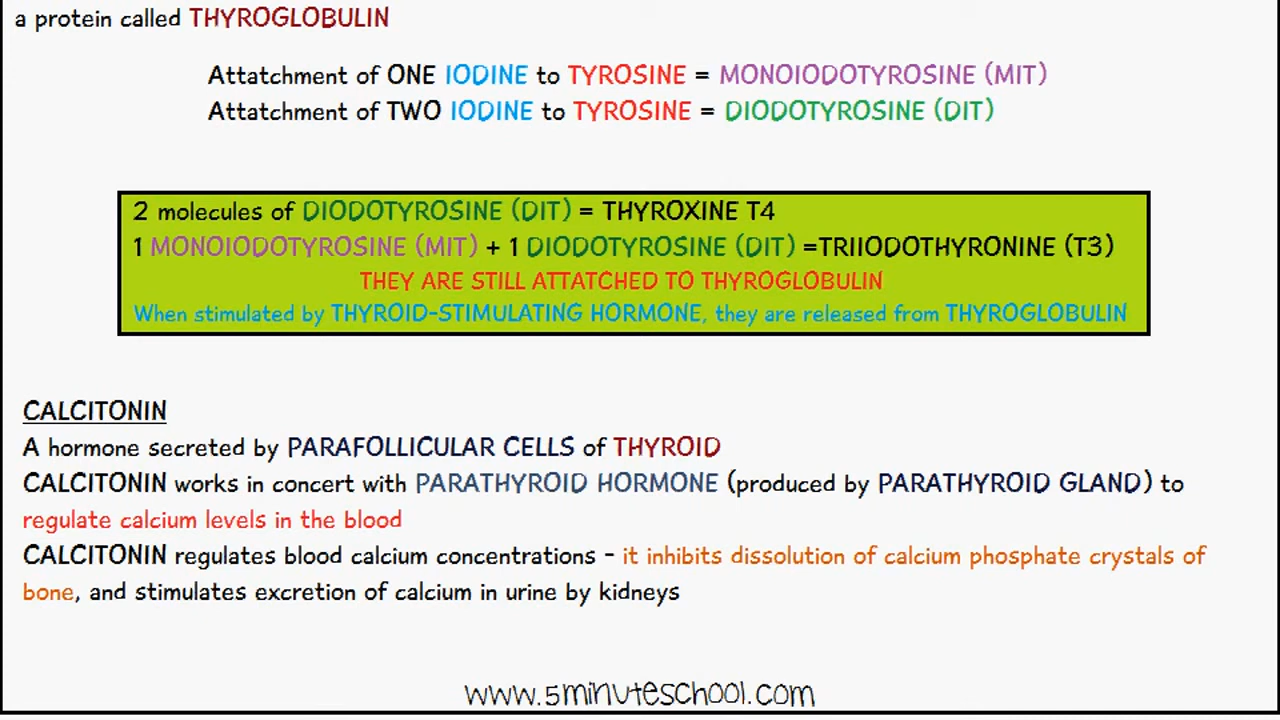 a protein called THYROGLOBULIN
Attatchment of ONE IODINE to TYROSINE = MONOIODOTYROSINE (MIT)
Attatchment of TWO IODINE to TYROSINE = DIODOTYROSINE (DIT)
2 molecules of DIODOTYROSINE (DIT) = THYROXINE T4
1 MONOIODOTYROSINE (MIT) + 1 DIODOTYROSINE (DIT) =TRIIODOTHYRONINE (T3)
THEY ARE STILL ATTATCHED TO THYROGLOBULIN
When stimulated by THYROID-STIMULATING HORMONE, they are released from THYROGLOBULIN
CALCITONIN
A hormone secreted by PARAFOLLICULAR CELLS of THYROID
CALCITONIN works in concert with PARATHYROID HORMONE (produced by PARATHYROID GLAND) to
regulate calcium levels in the blood
CALCITONIN regulates blood calcium concentrations - it inhibits dissolution of calcium phosphate crystals of
bone, and stimulates excretion of calcium in urine by kidneys
www.5minuteschool.com